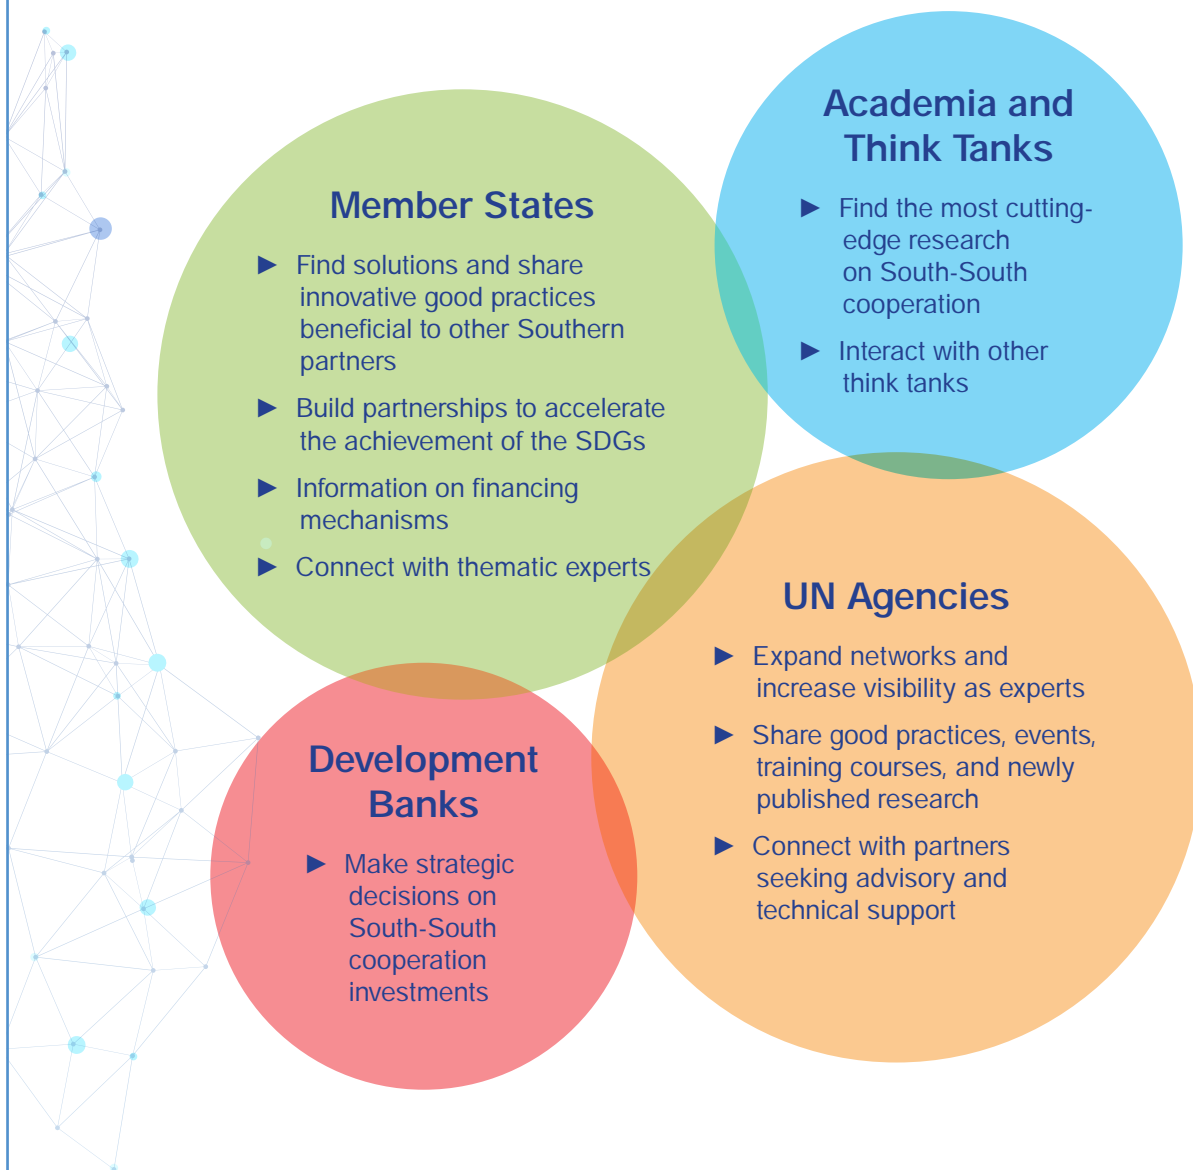 Member States
► Find solutions and share
innovative good practices
beneficial to other Southern
partners
► Build partnerships to accelerate
the achievement of the SDGs
► Information on financing
mechanisms
► Connect with thematic experts
Academia and
Think Tanks
► Find the most cutting-
edge research
on South-South
cooperation
► Interact with other
think tanks
Development
Banks
► Make strategic
decisions on
South-South
cooperation
investments
UN Agencies
► Expand networks and
increase visibility as experts
► Share good practices, events,
training courses, and newly
published research
► Connect with partners
seeking advisory and
technical support